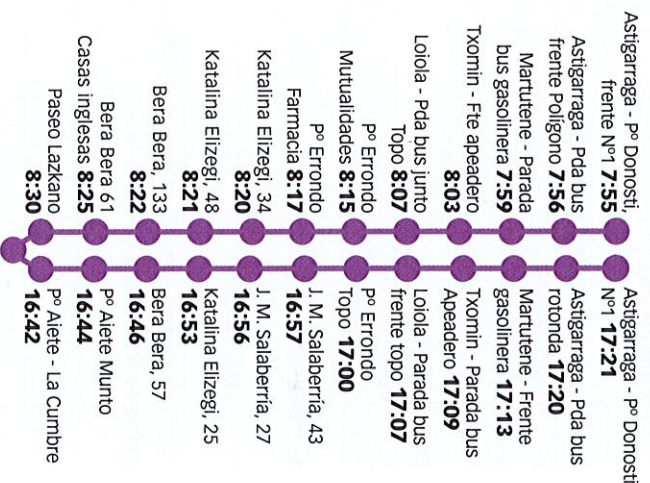 Astigarraga - Pº Donosti,
frente Nº1 7:55
Astigarraga - Pda bus
frente Polígono 7:56
Martutene - Parada
bus gasolinera 7:59
Txomin - Fte apeadero
8:03
Loiola - Pda bus junto
Topo 8:07
Pº Errondo
Mutualidades 8:15
Pº Errondo
Farmacia 8:17
Katalina Elizegi, 34
8:20
Katalina Elizegi, 48
8:21
Bera Bera, 133
8:22
Bera Bera 61
Casas inglesas 8:25
Paseo Lazkano
8:30
Astigarraga - Pº Donosti
Nº1 17:21
Astigarraga - Pda bus
rotonda 17:20
Martutene - Frente
gasolinera 17:13
Txomin - Parada bus
Apeadero 17:09
Loiola - Parada bus
frente topo 17:07
Pº Errondo
Topo 17:00
J. M. Salaberría, 43
16:57
J. M. Salaberría, 27
16:56
Katalina Elizegi, 25
16:53
Bera Bera, 57
16:46
Pº Aiete Munto
16:44
Pº Aiete - La Cumbre
16:42